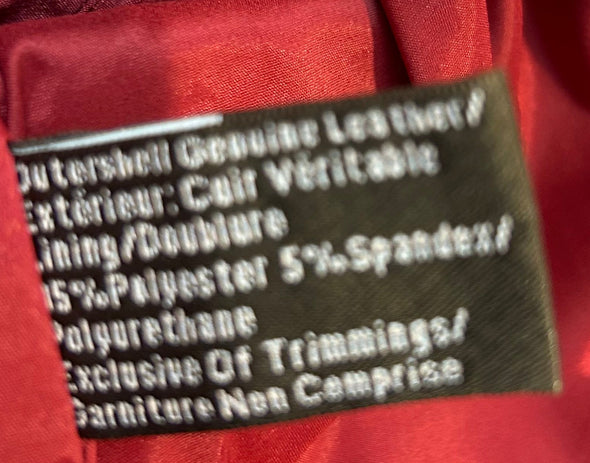 Outershell Genuine Leather/
Extérieur: Cuir Véritable
Lining/Doublure
95%Polyester 5%Spandex/
Polyurethane
Exclusive Of Trimmings/
Garniture Non Comprise